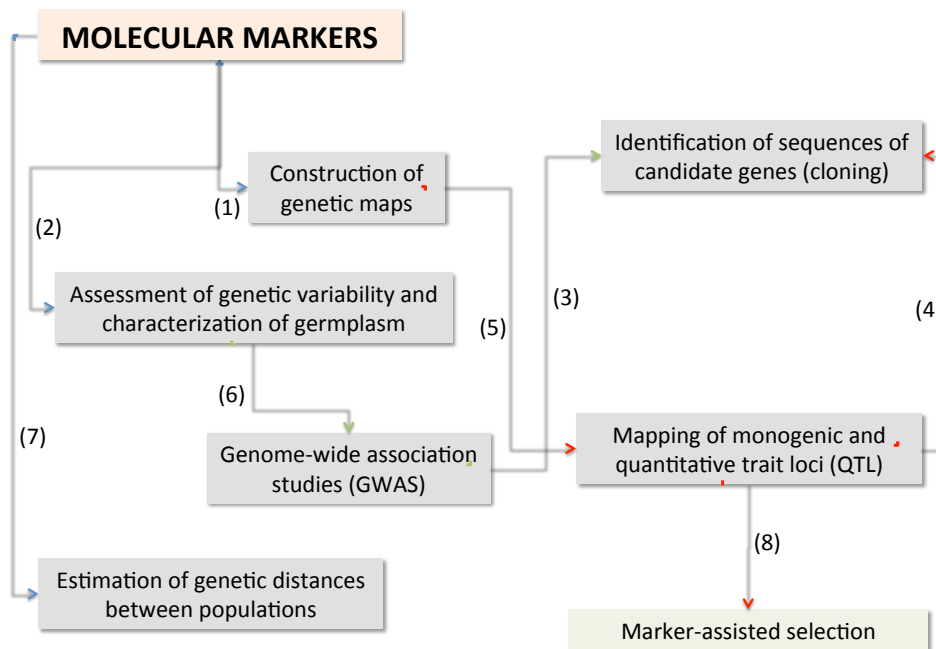 MOLECULAR MARKERS
Identification of sequences of
candidate genes (cloning)
Construction of
genetic maps
(1)
(2)
Assessment of genetic variability and
characterization of germplasm
(3)
(4
(5)
(6)
(7)
Genome-wide association
studies (GWAS)
Mapping of monogenic and
quantitative trait loci (QTL)
(8)
Estimation of genetic distances
between populations
Marker-assisted selection